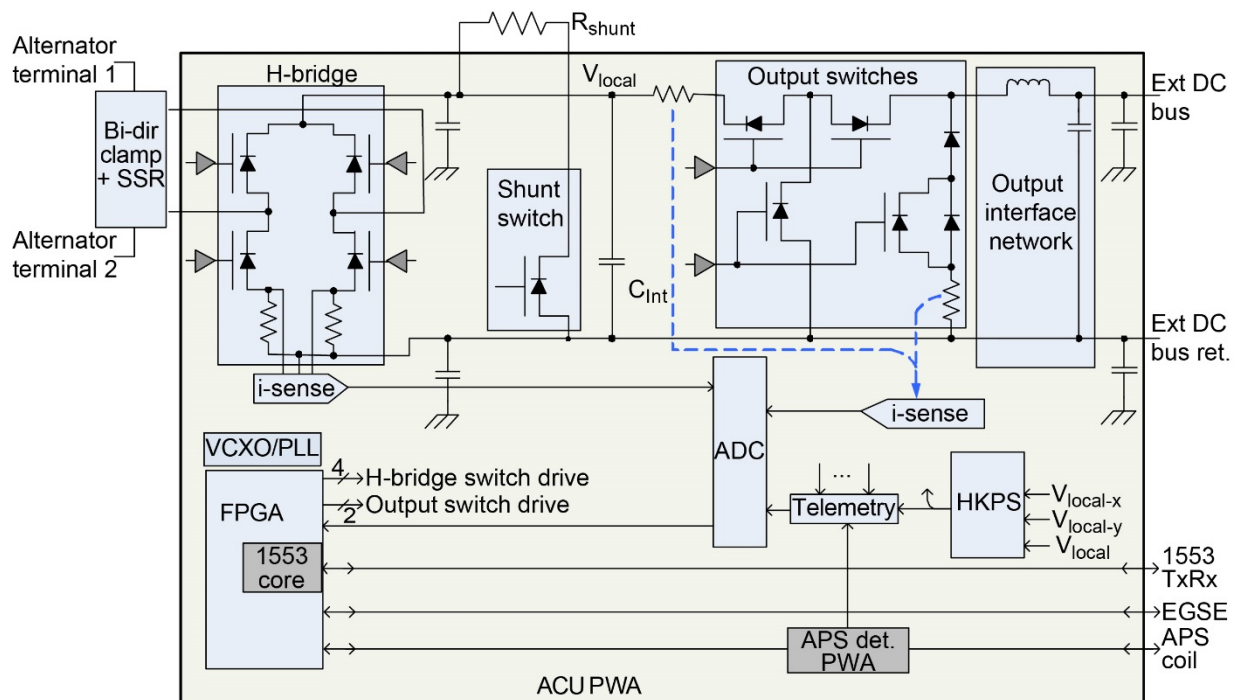 R_shunt
Alternator
terminal 1
H-bridge
V_local
Output switches
Ext DC
bus
Bi-dir
clamp
+ SSR
Shunt
switch
Output
interface
network
Alternator
terminal 2
C_Int
Ext DC
bus ret.
i-sense
i-sense
ADC
VCXO/PLL
4
H-bridge switch drive
...
Output switch drive
2
FPGA
Telemetry
HKPS
V_local-x
V_local-y
V_local
1553
core
1553
TxRx
EGSE
APS det.
PWA
APS
coil
ACU PWA